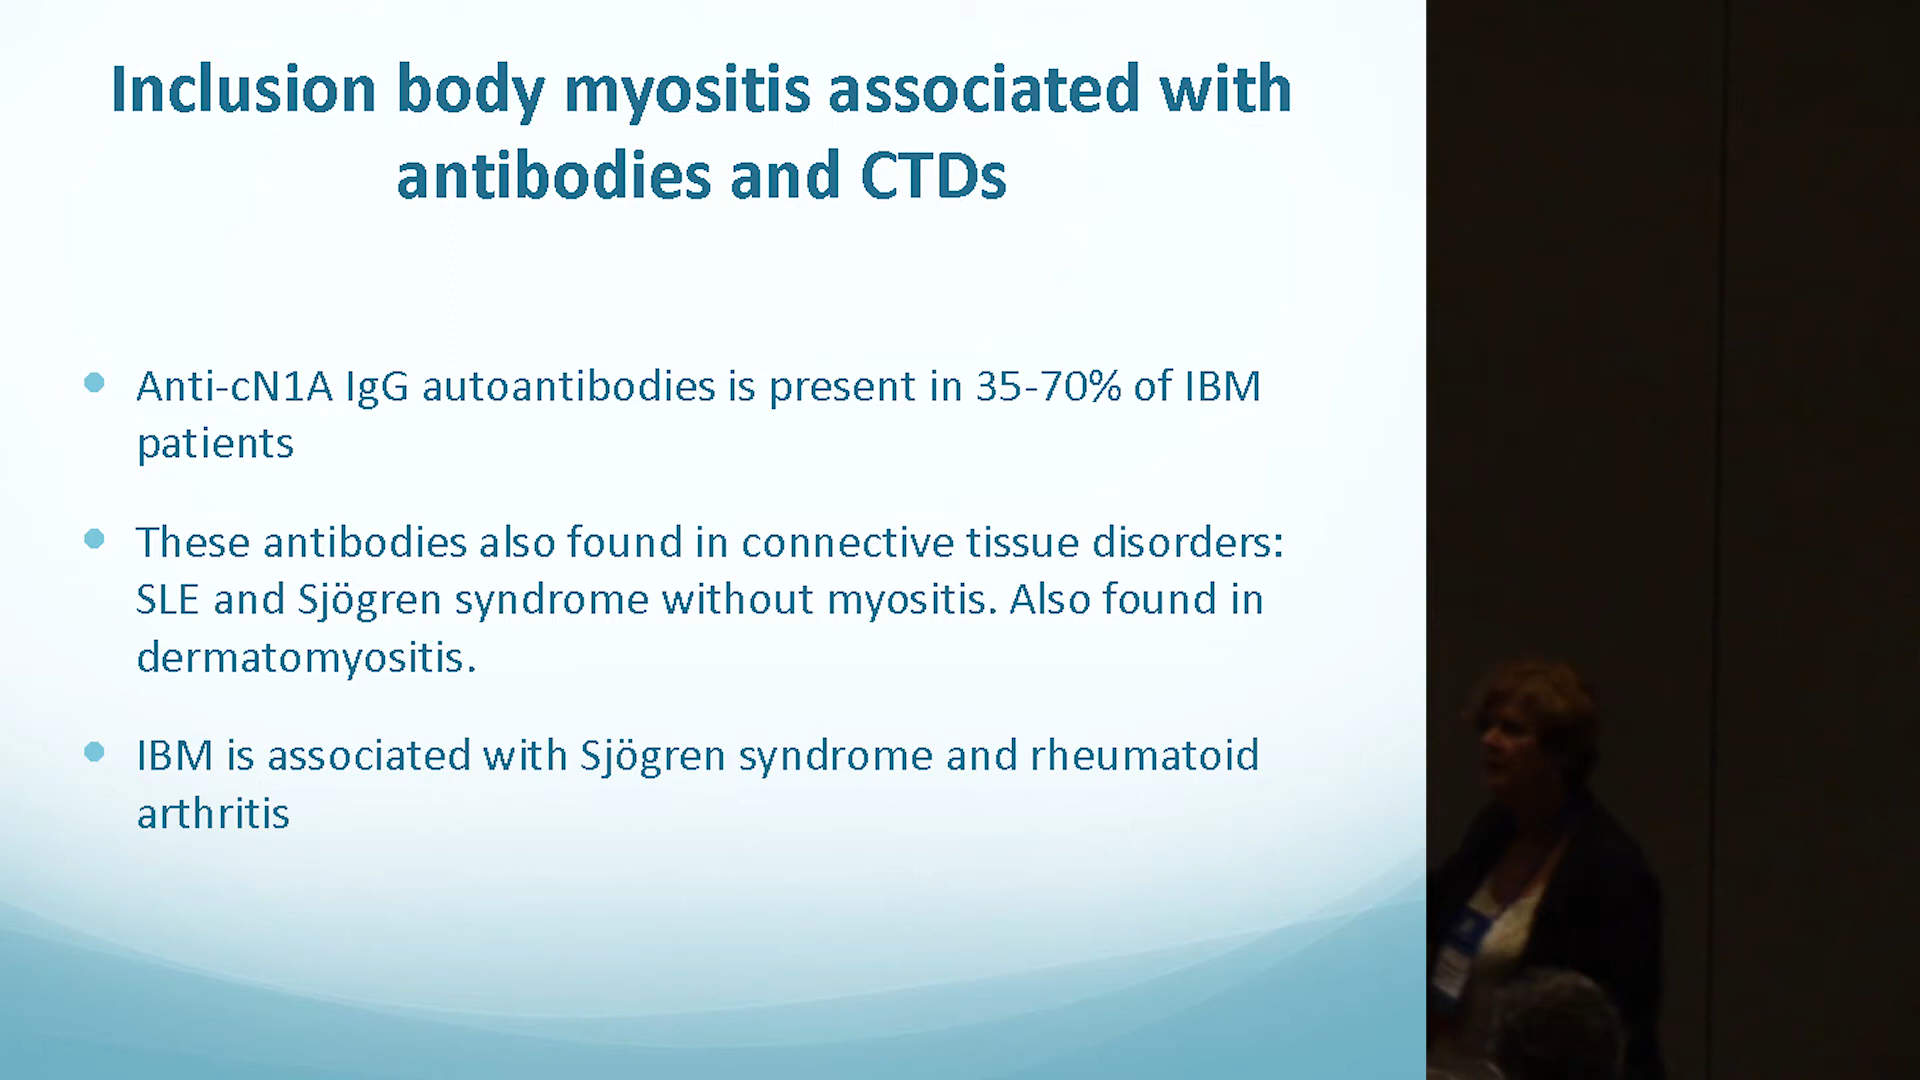 Inclusion body myositis associated with
antibodies and CTDs
Anti-cN1A IgG autoantibodies is present in 35-70% of IBM
patients
These antibodies also found in connective tissue disorders:
SLE and Sjögren syndrome without myositis. Also found in
dermatomyositis.
IBM is associated with Sjögren syndrome and rheumatoid
arthritis